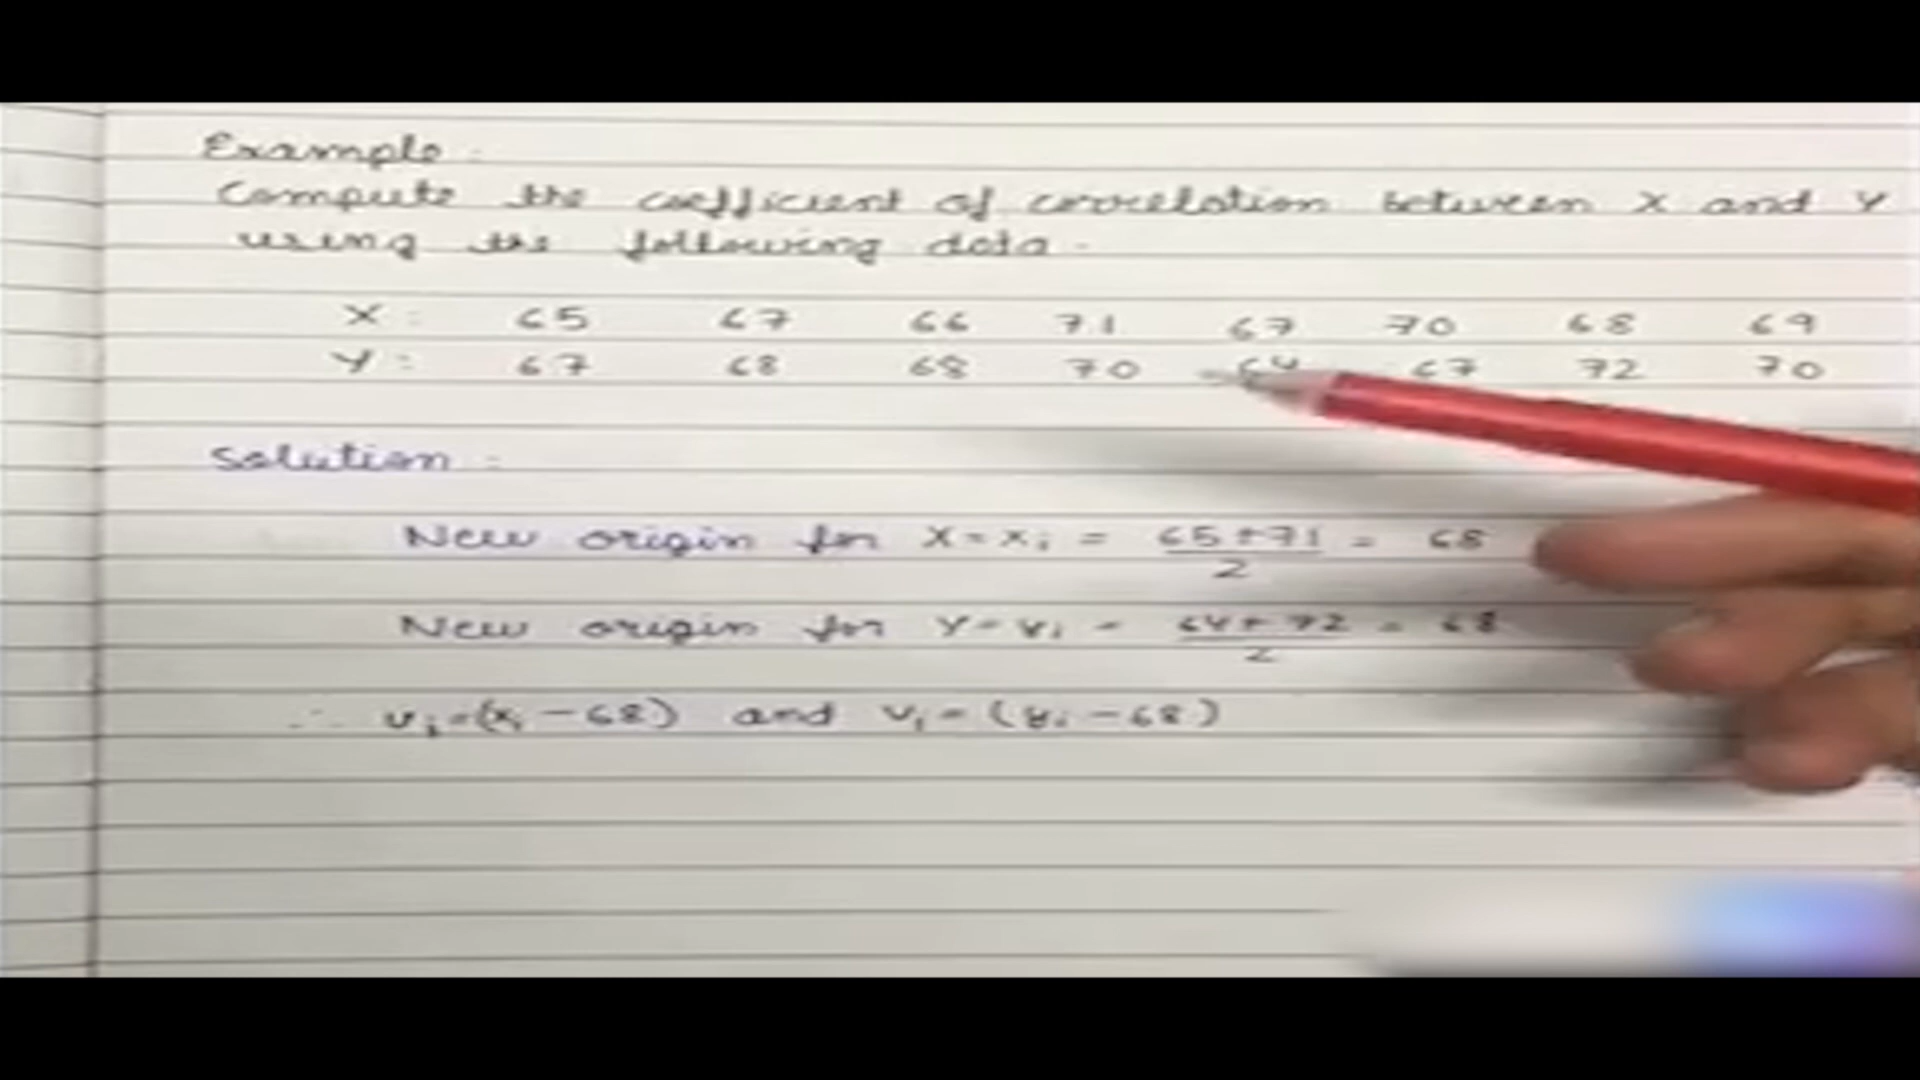 Example.
Compute the coefficient of correlation between X and Y
using the following data.
X : 65 67 66 71 67 70 68 69
Y : 67 68 68 70 64 67 72 70
Solution :
New origin for X = xᵢ = (65+71)/2 = 68
New origin for Y = yᵢ = (64+72)/2 = 68
∴ uᵢ = (xᵢ - 68) and vᵢ = (yᵢ - 68)